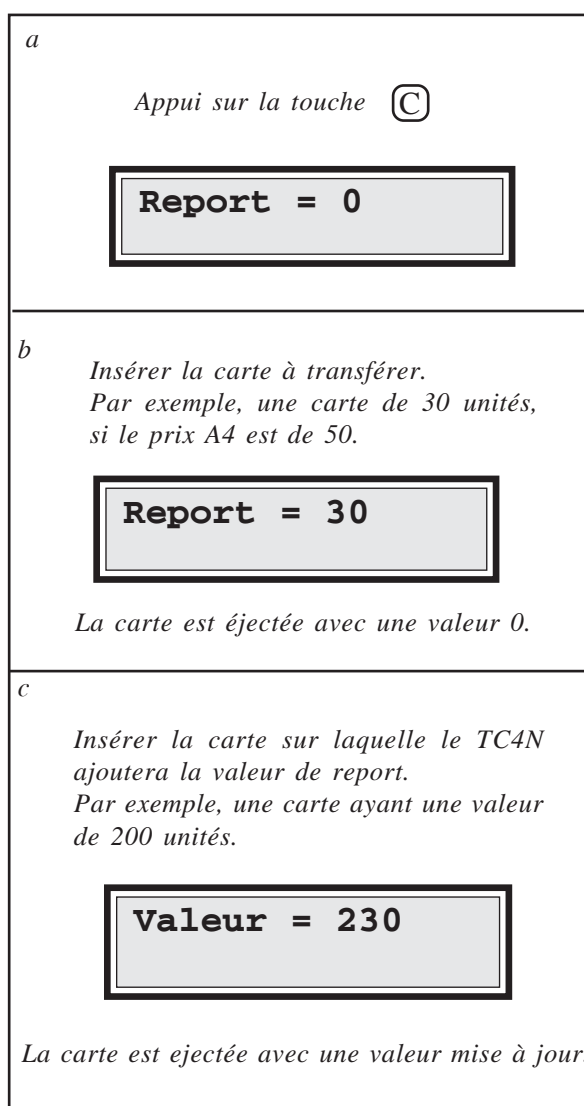 a
Appui sur la touche C
Report = 0
b
Insérer la carte à transférer.
Par exemple, une carte de 30 unités,
si le prix A4 est de 50.
Report = 30
La carte est éjectée avec une valeur 0.
c
Insérer la carte sur laquelle le TC4N
ajoutera la valeur de report.
Par exemple, une carte ayant une valeur
de 200 unités.
Valeur = 230
La carte est ejectée avec une valeur mise à jour.